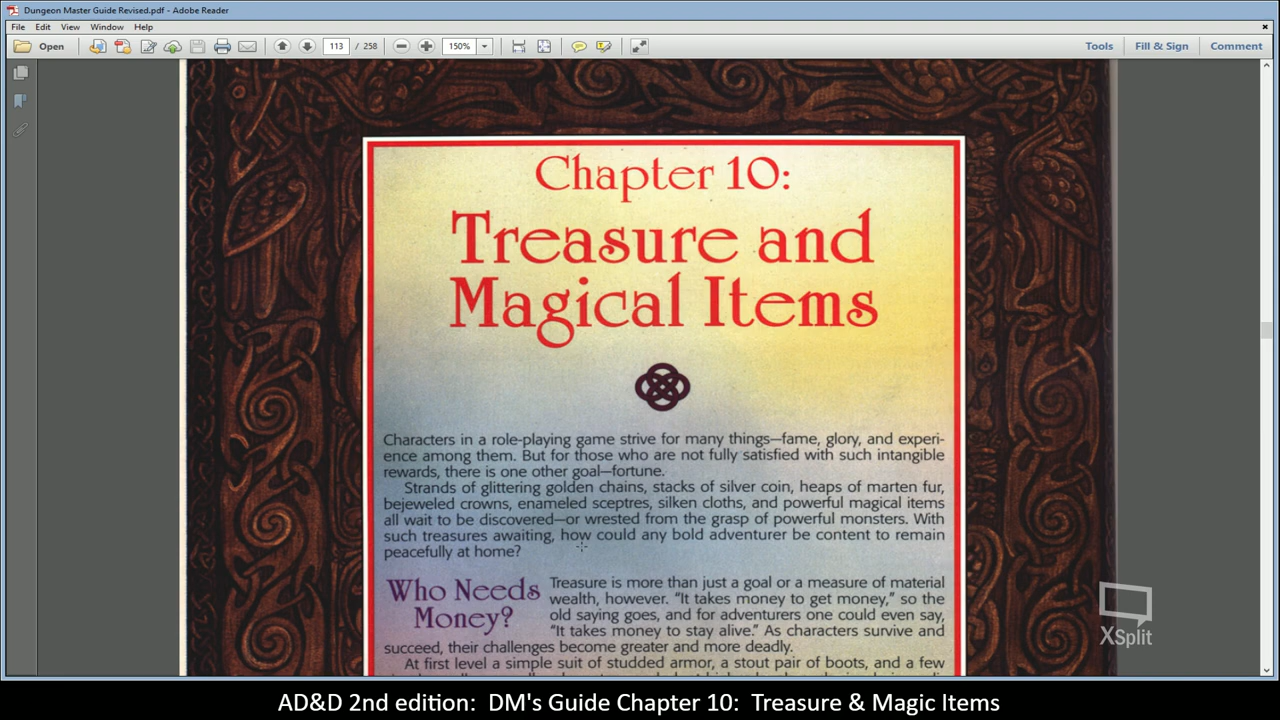 Dungeon Master Guide Revised.pdf - Adobe Reader
File Edit View Window Help
Open 113 / 258 150% Tools Fill & Sign Comment
Chapter 10:
Treasure and
Magical Items
Characters in a role-playing game strive for many things—fame, glory, and experi-
ence among them. But for those who are not fully satisfied with such intangible
rewards, there is one other goal—fortune.
Strands of glittering golden chains, stacks of silver coin, heaps of marten fur,
bejeweled crowns, enameled sceptres, silken cloths, and powerful magical items
all wait to be discovered—or wrested from the grasp of powerful monsters. With
such treasures awaiting, how could any bold adventurer be content to remain
peacefully at home?
Who Needs
Money?
Treasure is more than just a goal or a measure of material
wealth, however. “It takes money to get money,” so the
old saying goes, and for adventurers one could even say,
“It takes money to stay alive.” As characters survive and
succeed, their challenges become greater and more deadly.
At first level a simple suit of studded armor, a stout pair of boots, and a few
XSplit
AD&D 2nd edition: DM's Guide Chapter 10: Treasure & Magic Items